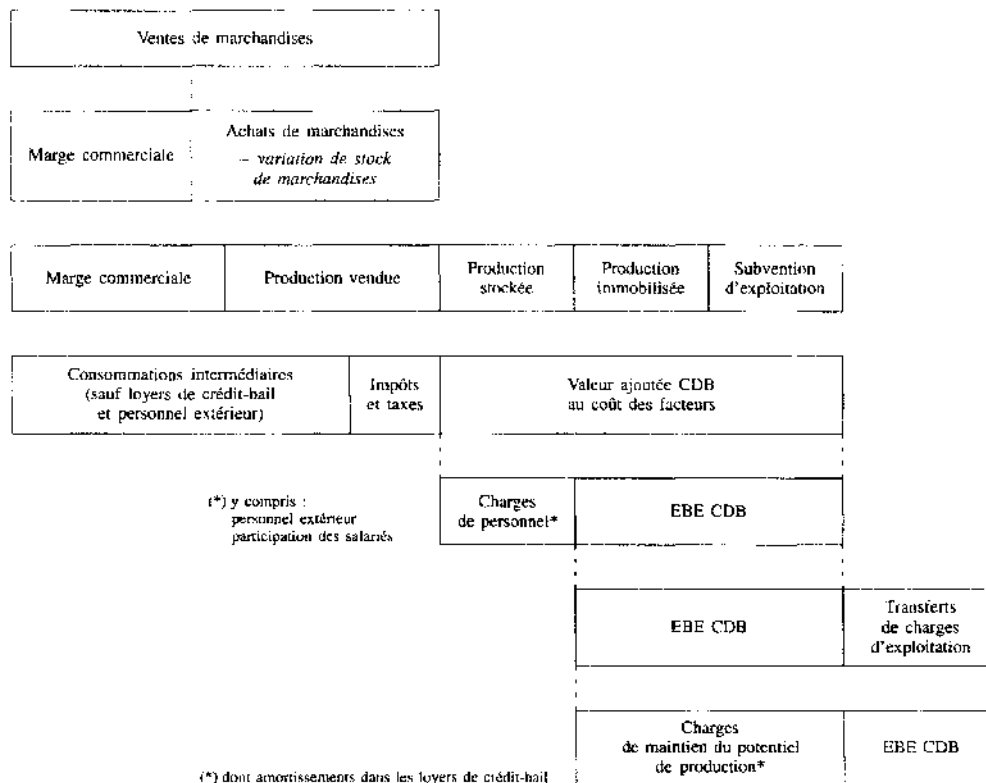 Ventes de marchandises
Marge commerciale
Achats de marchandises
– variation de stock
de marchandises
Marge commerciale
Production vendue
Production
stockée
Production
immobilisée
Subvention
d'exploitation
Consommations intermédiaires
(sauf loyers de crédit-bail
et personnel extérieur)
Impôts
et taxes
Valeur ajoutée CDB
au coût des facteurs
(*) y compris :
personnel extérieur
participation des salariés
Charges
de personnel*
EBE CDB
EBE CDB
Transferts
de charges
d'exploitation
Charges
de maintien du potentiel
de production*
EBE CDB
(*) dont amortissements dans les loyers de crédit-bail